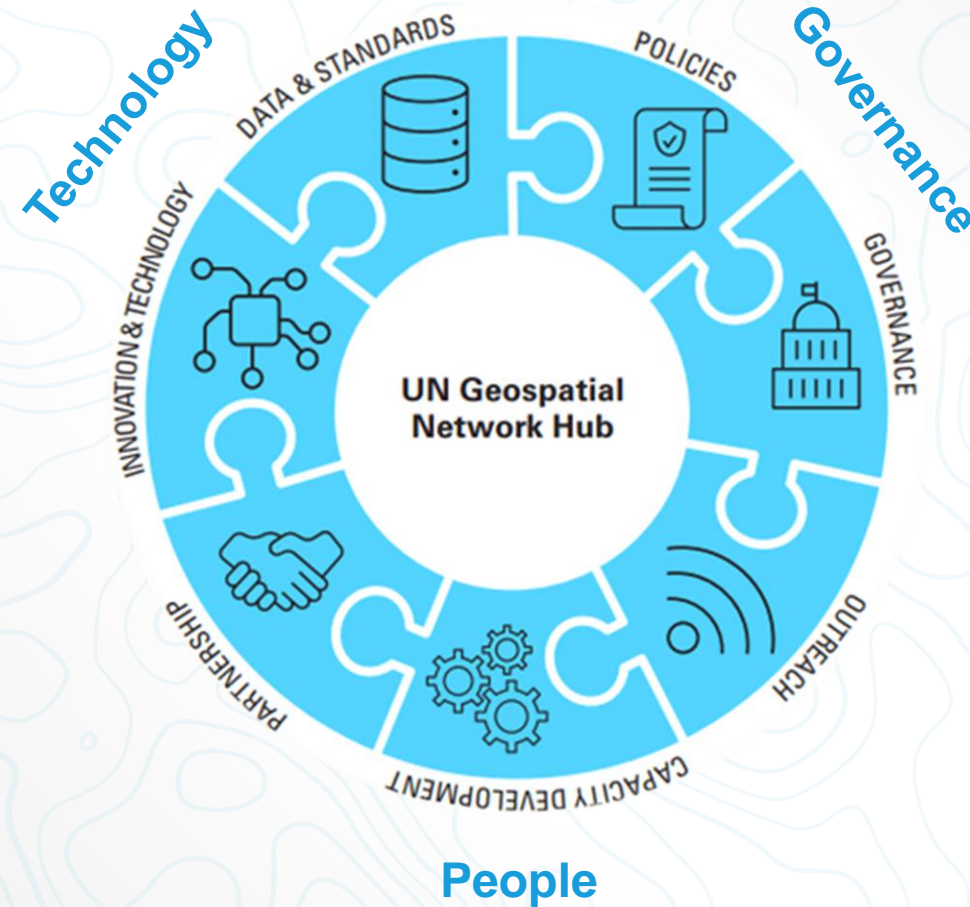 Technology
Governance
DATA & STANDARDS
POLICIES
INNOVATION & TECHNOLOGY
GOVERNANCE
UN Geospatial
Network Hub
PARTNERSHIP
OUTREACH
CAPACITY DEVELOPMENT
People